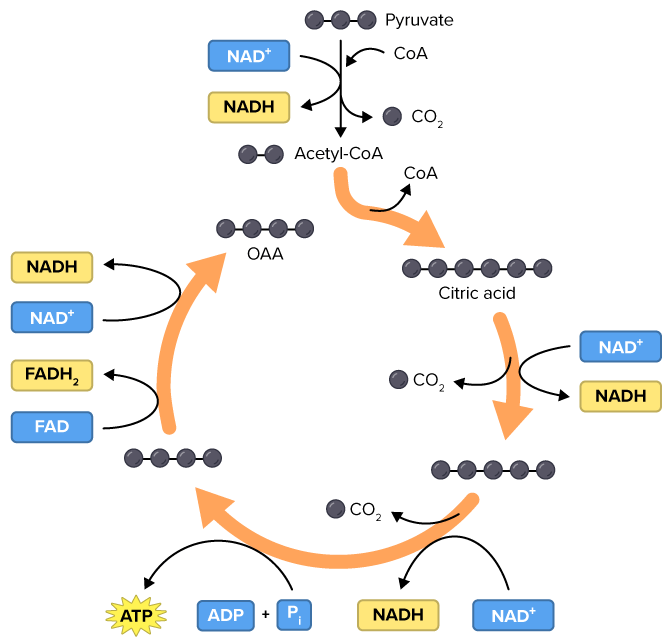 Pyruvate
NAD⁺
CoA
NADH
CO₂
Acetyl-CoA
CoA
OAA
NADH
Citric acid
NAD⁺
NAD⁺
FADH₂
CO₂
NADH
FAD
CO₂
ATP
ADP + Pᵢ
NADH
NAD⁺